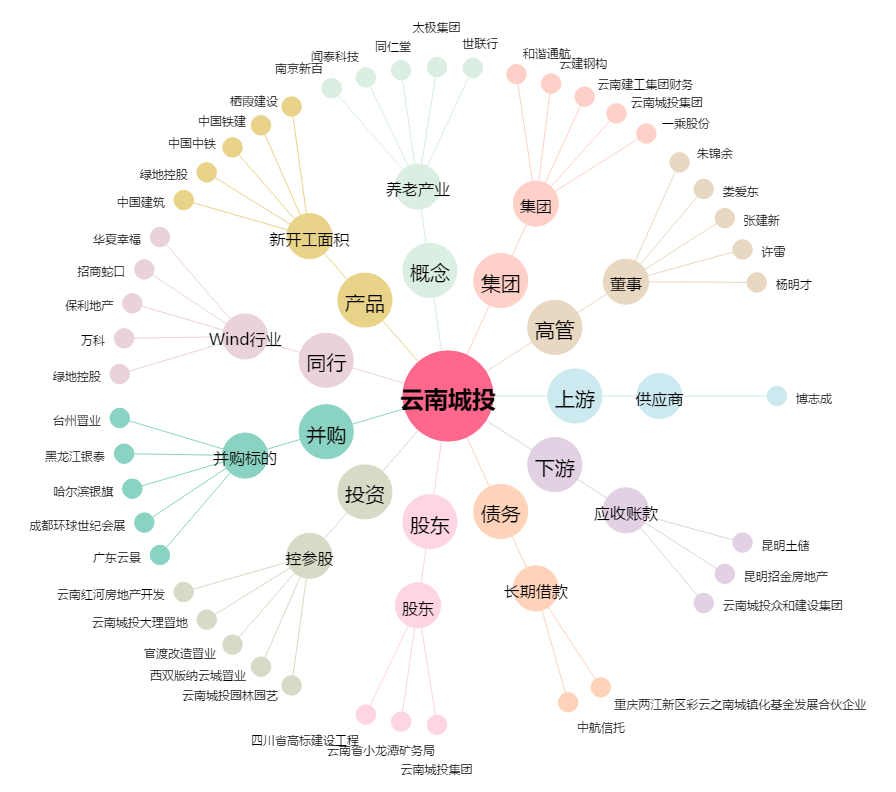 太极集团
同仁堂
世联行
闻泰科技
南京新百
和谐通航
云建钢构
云南建工集团财务
云南城投集团
一乘股份
栖霞建设
中国铁建
中国中铁
绿地控股
中国建筑
朱锦余
娄爱东
张建新
许雷
杨明才
养老产业
集团
新开工面积
概念
集团
董事
产品
高管
华夏幸福
招商蛇口
保利地产
万科
绿地控股
Wind行业
同行
云南城投
上游
供应商
博志成
台州置业
黑龙江银泰
哈尔滨银旗
成都环球世纪会展
广东云景
并购标的
并购
投资
股东
债务
下游
应收账款
昆明土储
昆明招金房地产
云南城投众和建设集团
控参股
云南红河房地产开发
云南城投大理置地
官渡改造置业
西双版纳云城置业
云南城投园林园艺
股东
长期借款
四川省高标建设工程
云南省小龙潭矿务局
云南城投集团
重庆两江新区彩云之南城镇化基金发展合伙企业
中航信托